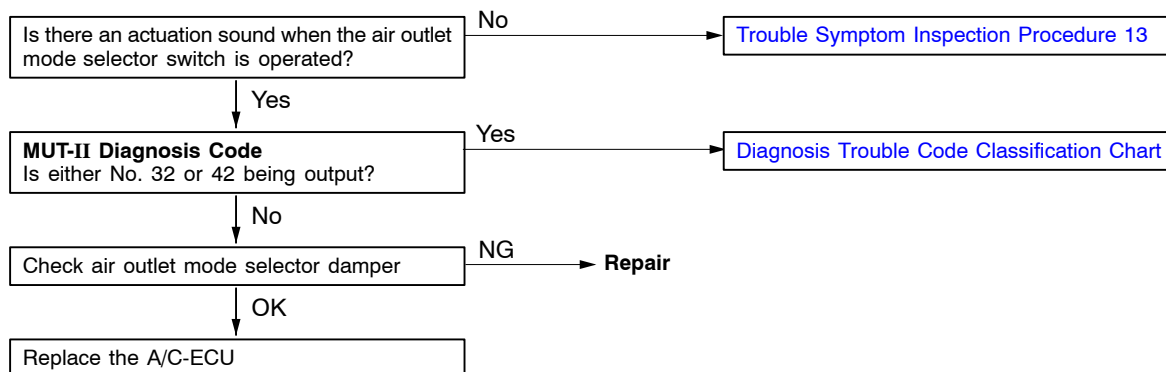 Is there an actuation sound when the air outlet
mode selector switch is operated?
No
Trouble Symptom Inspection Procedure 13
Yes
MUT-II Diagnosis Code
Is either No. 32 or 42 being output?
Yes
Diagnosis Trouble Code Classification Chart
No
Check air outlet mode selector damper
NG
Repair
OK
Replace the A/C-ECU